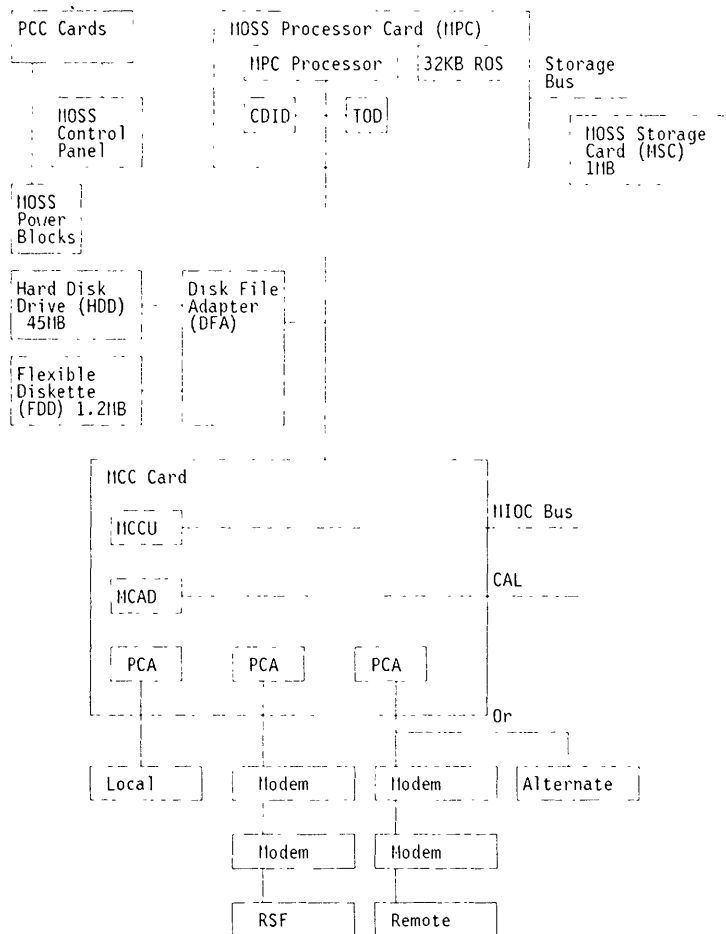 PCC Cards
MOSS Processor Card (MPC)
MPC Processor
32KB ROS
Storage
Bus
CDID
TOD
MOSS
Control
Panel
MOSS Storage
Card (MSC)
1MB
MOSS
Power
Blocks
Hard Disk
Drive (HDD)
45MB
Disk File
Adapter
(DFA)
Flexible
Diskette
(FDD) 1.2MB
MCC Card
MCCU
MIOC Bus
MCAD
CAL
PCA
PCA
PCA
Or
Local
Modem
Modem
Alternate
Modem
Modem
RSF
Remote